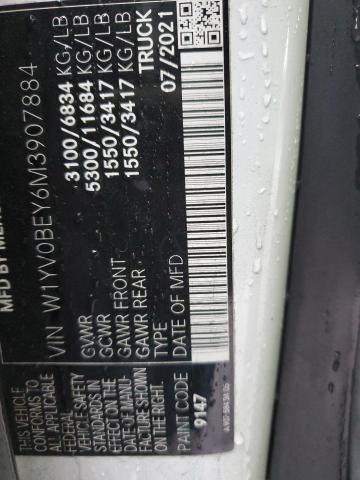 MFD BY MER
VIN W1YV0BEY6M3907884
GVWR 3100/6834 KG/LB
GCWR 5300/11684 KG/LB
GAWR FRONT 1550/3417 KG/LB
GAWR REAR 1550/3417 KG/LB
TYPE TRUCK
DATE OF MFD 07/2021
THIS VEHICLE
CONFORMS TO
ALL APPLICABLE
FEDERAL
VEHICLE SAFETY
STANDARDS IN
EFFECT ON THE
DATE OF MANU-
FACTURE SHOWN
ON THE RIGHT.
PAINT CODE
9147